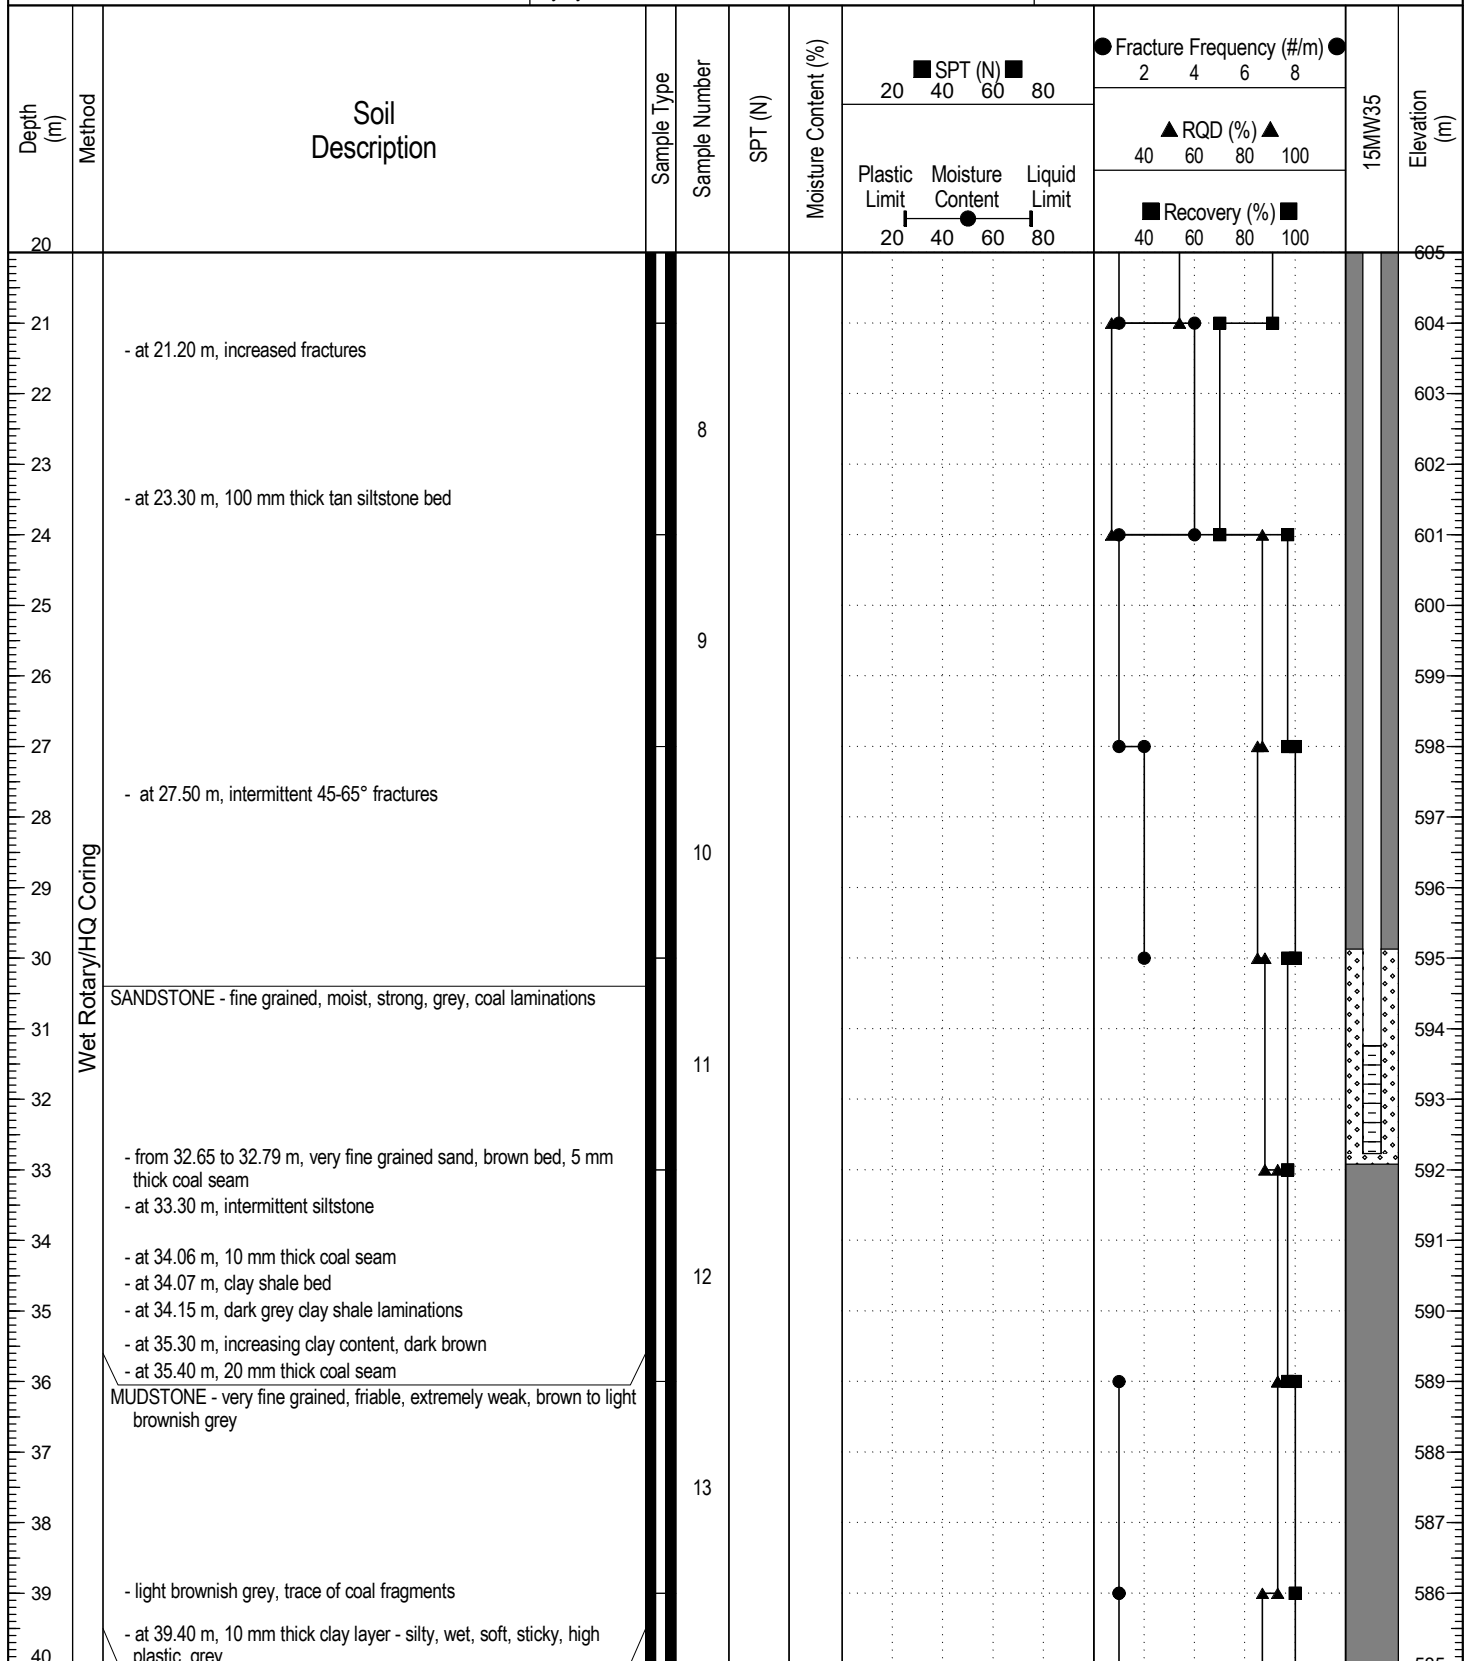 Depth
(m)
Method
Soil
Description
Sample Type
Sample Number
SPT (N)
Moisture Content (%)
■ SPT (N) ■
20 40 60 80
Plastic Moisture Liquid
Limit Content Limit
20 40 60 80
● Fracture Frequency (#/m) ●
2 4 6 8
▲ RQD (%) ▲
40 60 80 100
■ Recovery (%) ■
40 60 80 100
15MW35
Elevation
(m)
20
605
21
604
- at 21.20 m, increased fractures
22
603
8
23
602
- at 23.30 m, 100 mm thick tan siltstone bed
24
601
25
600
9
26
599
27
598
- at 27.50 m, intermittent 45-65° fractures
28
597
10
Wet Rotary/HQ Coring
29
596
30
595
SANDSTONE - fine grained, moist, strong, grey, coal laminations
31
594
11
32
593
- from 32.65 to 32.79 m, very fine grained sand, brown bed, 5 mm
thick coal seam
33
592
- at 33.30 m, intermittent siltstone
34
591
- at 34.06 m, 10 mm thick coal seam
12
- at 34.07 m, clay shale bed
- at 34.15 m, dark grey clay shale laminations
35
590
- at 35.30 m, increasing clay content, dark brown
- at 35.40 m, 20 mm thick coal seam
36
589
MUDSTONE - very fine grained, friable, extremely weak, brown to light
brownish grey
37
588
13
38
587
- light brownish grey, trace of coal fragments
39
586
- at 39.40 m, 10 mm thick clay layer - silty, wet, soft, sticky, high
plastic, grey
40
585